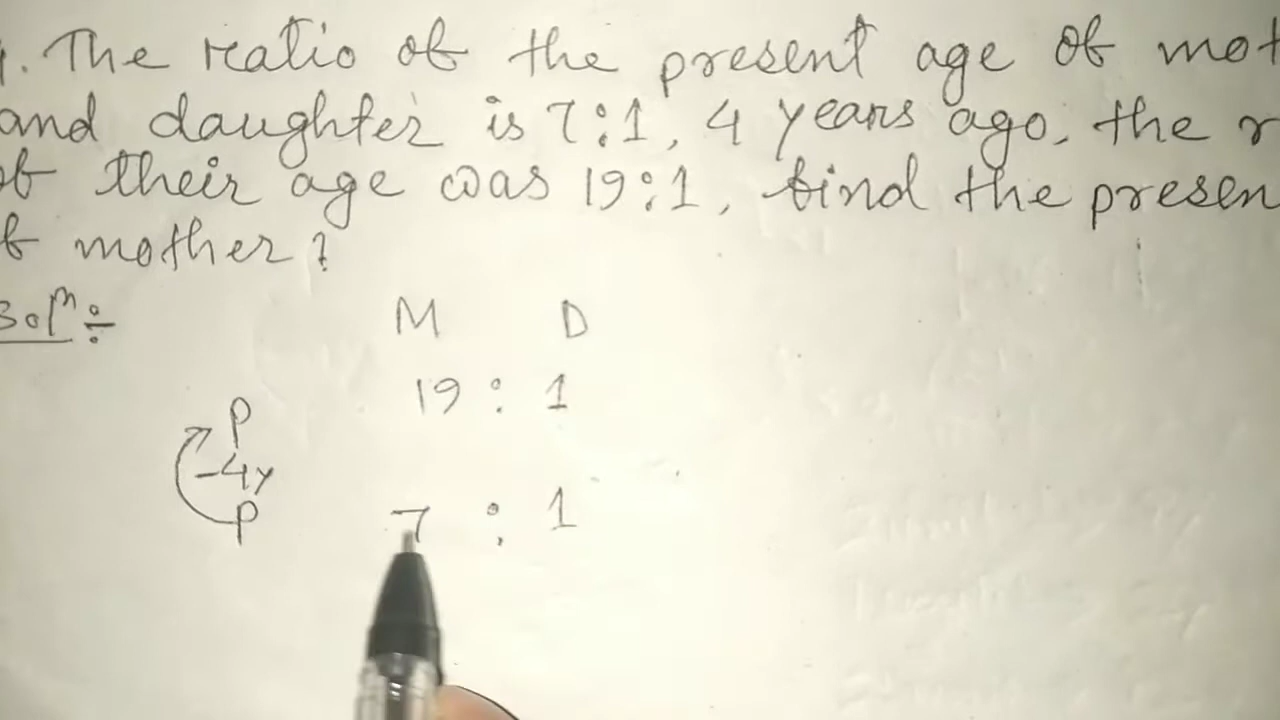 . The ratio of the present age of mot
and daughter is 7:1, 4 years ago, the r
of their age was 19:1, find the presen
f mother?
Solⁿ÷
M D
19 : 1
P
-4y
P
7 : 1